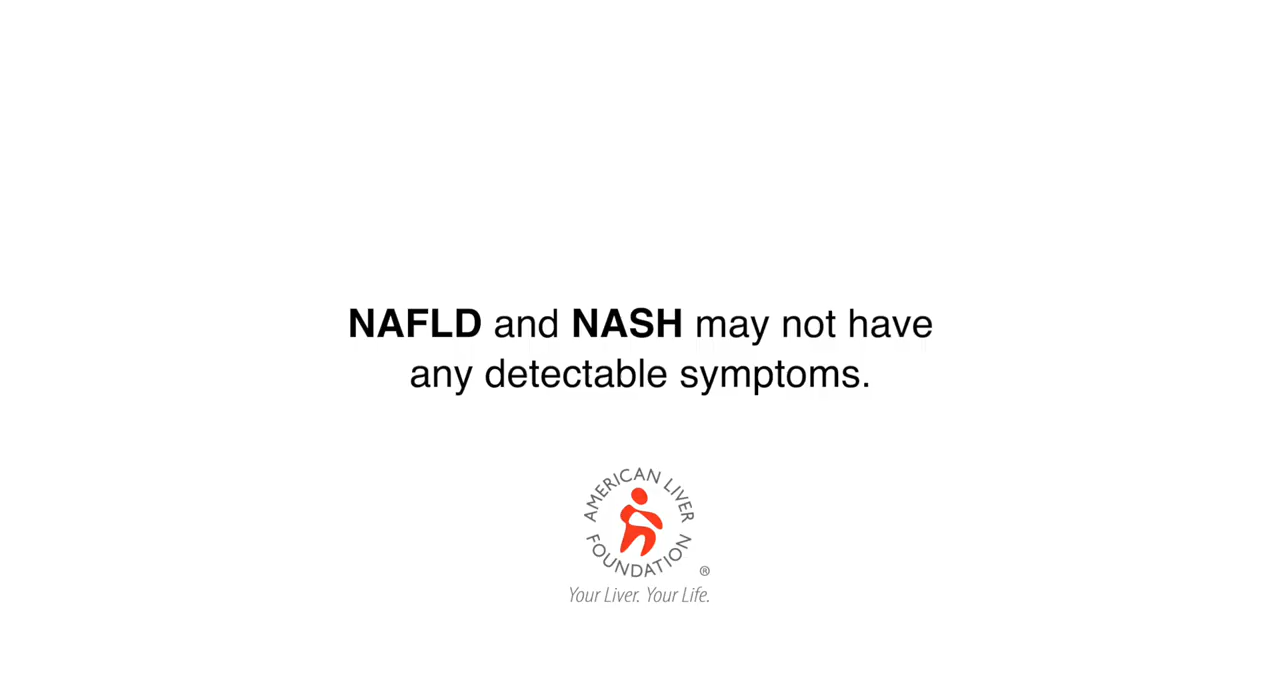 NAFLD and NASH may not have
any detectable symptoms.
AMERICAN LIVER
FOUNDATION
®
Your Liver. Your Life.